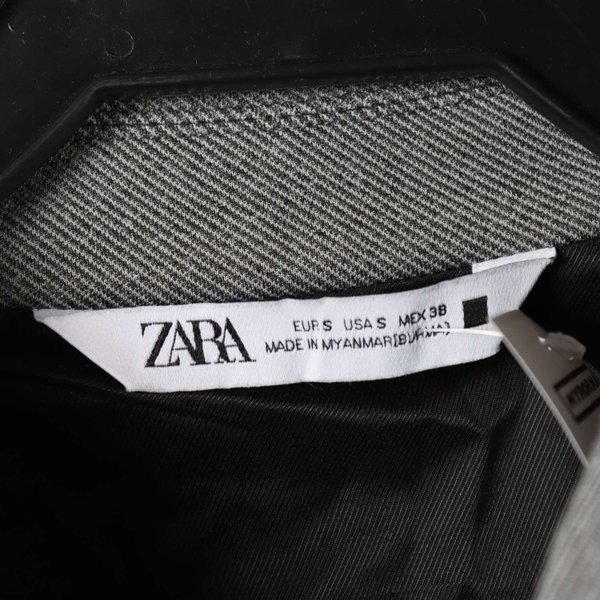 ZARA
EUR S USA S MEX 38
MADE IN MYANMAR(BURMA)